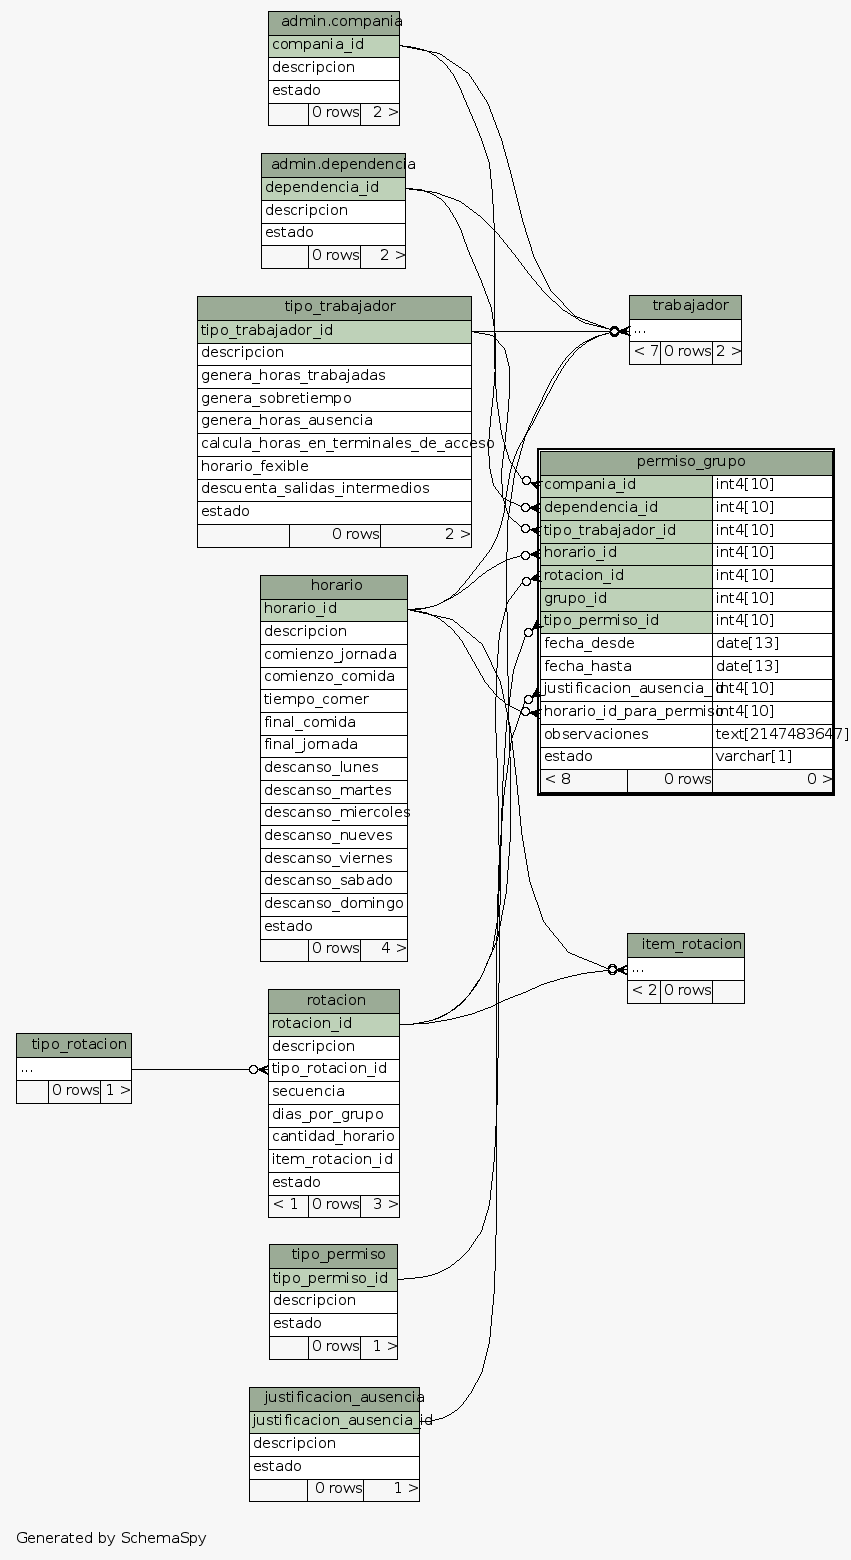 admin.compania
compania_id
descripcion
estado
0 rows 2 >
admin.dependencia
dependencia_id
descripcion
estado
0 rows 2 >
tipo_trabajador
tipo_trabajador_id
descripcion
genera_horas_trabajadas
genera_sobretiempo
genera_horas_ausencia
calcula_horas_en_terminales_de_acceso
horario_fexible
descuenta_salidas_intermedios
estado
0 rows 2 >
trabajador
...
< 7 0 rows 2 >
permiso_grupo
compania_id int4[10]
dependencia_id int4[10]
tipo_trabajador_id int4[10]
horario_id int4[10]
rotacion_id int4[10]
grupo_id int4[10]
tipo_permiso_id int4[10]
fecha_desde date[13]
fecha_hasta date[13]
justificacion_ausencia_id int4[10]
horario_id_para_permiso int4[10]
observaciones text[2147483647]
estado varchar[1]
< 8 0 rows 0 >
horario
horario_id
descripcion
comienzo_jornada
comienzo_comida
tiempo_comer
final_comida
final_jornada
descanso_lunes
descanso_martes
descanso_miercoles
descanso_nueves
descanso_viernes
descanso_sabado
descanso_domingo
estado
0 rows 4 >
item_rotacion
...
< 2 0 rows
rotacion
rotacion_id
descripcion
tipo_rotacion_id
secuencia
dias_por_grupo
cantidad_horario
item_rotacion_id
estado
< 1 0 rows 3 >
tipo_rotacion
...
0 rows 1 >
tipo_permiso
tipo_permiso_id
descripcion
estado
0 rows 1 >
justificacion_ausencia
justificacion_ausencia_id
descripcion
estado
0 rows 1 >
Generated by SchemaSpy